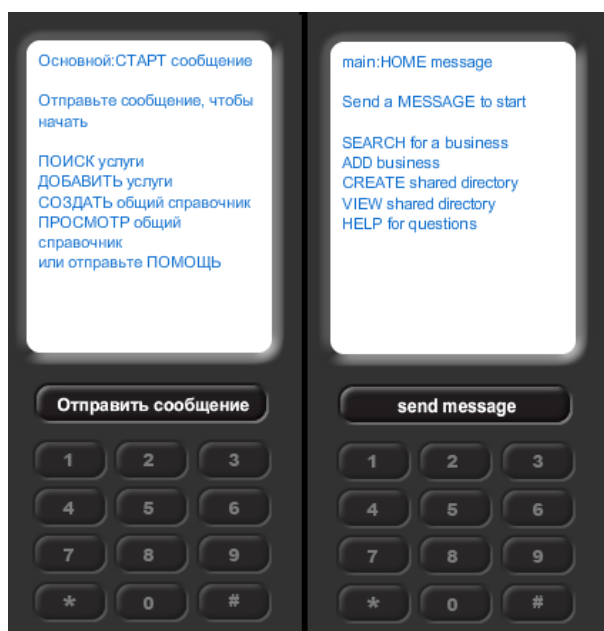 Основной:СТАРТ сообщение
Отправьте сообщение, чтобы
начать
ПОИСК услуги
ДОБАВИТЬ услуги
СОЗДАТЬ общий справочник
ПРОСМОТР общий
справочник
или отправьте ПОМОЩЬ
Отправить сообщение
1 2 3
4 5 6
7 8 9
* 0 #
main:HOME message
Send a MESSAGE to start
SEARCH for a business
ADD business
CREATE shared directory
VIEW shared directory
HELP for questions
send message
1 2 3
4 5 6
7 8 9
* 0 #